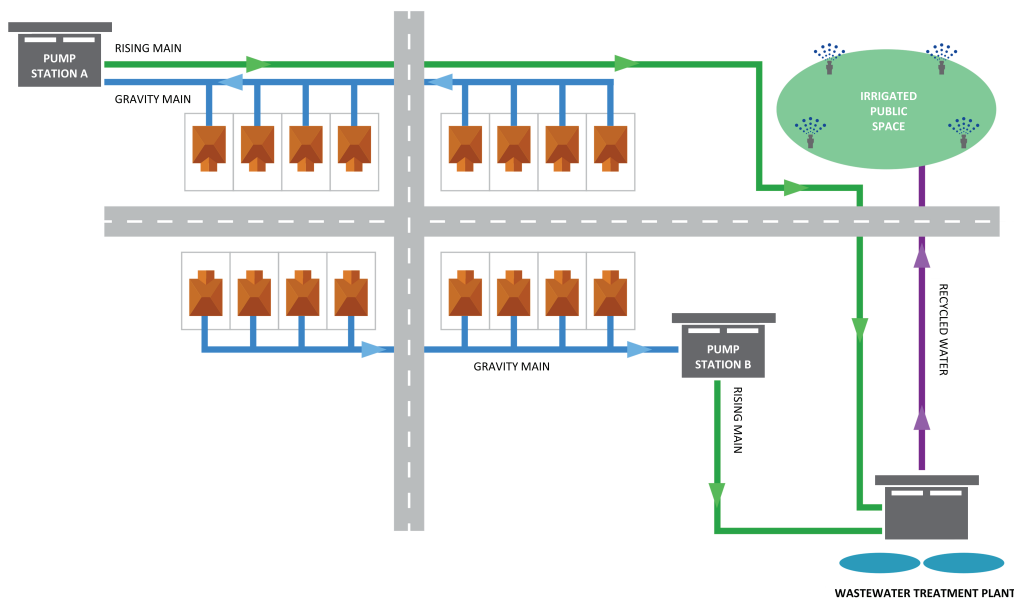 RISING MAIN
PUMP
STATION A
GRAVITY MAIN
IRRIGATED
PUBLIC
SPACE
RECYCLED WATER
PUMP
STATION B
GRAVITY MAIN
RISING MAIN
WASTEWATER TREATMENT PLANT